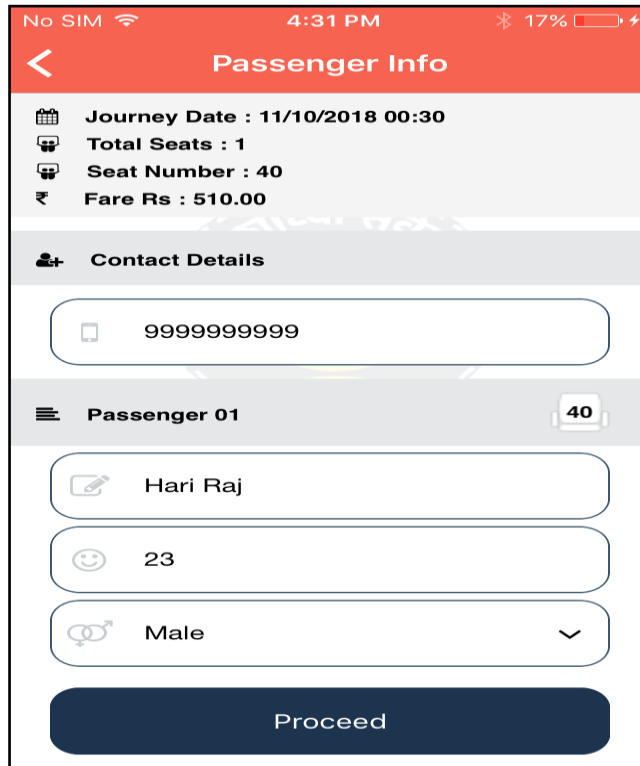 No SIM 4:31 PM 17%
Passenger Info
Journey Date : 11/10/2018 00:30
Total Seats : 1
Seat Number : 40
₹ Fare Rs : 510.00
Contact Details
9999999999
Passenger 01 40
Hari Raj
23
Male
Proceed